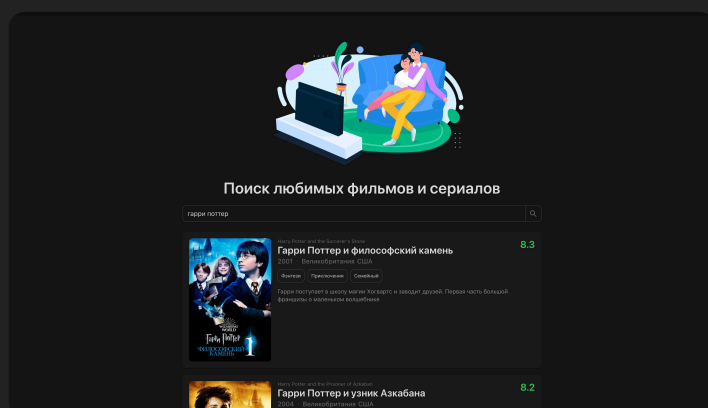 Поиск любимых фильмов и сериалов
гарри поттер
Harry Potter and the Sorcerer's Stone
8.3
Гарри Поттер и философский камень
2001 · Великобритания США
Фэнтези Приключения Семейный
Гарри поступает в школу магии Хогвартс и заводит друзей. Первая часть большой
франшизы о маленьком волшебнике
WIZARDING
WORLD
Гарри Поттер
ФИЛОСОФСКИЙ
КАМЕНЬ
1
Harry Potter and the Prisoner of Azkaban
8.2
Гарри Поттер и узник Азкабана
2004 · Великобритания США